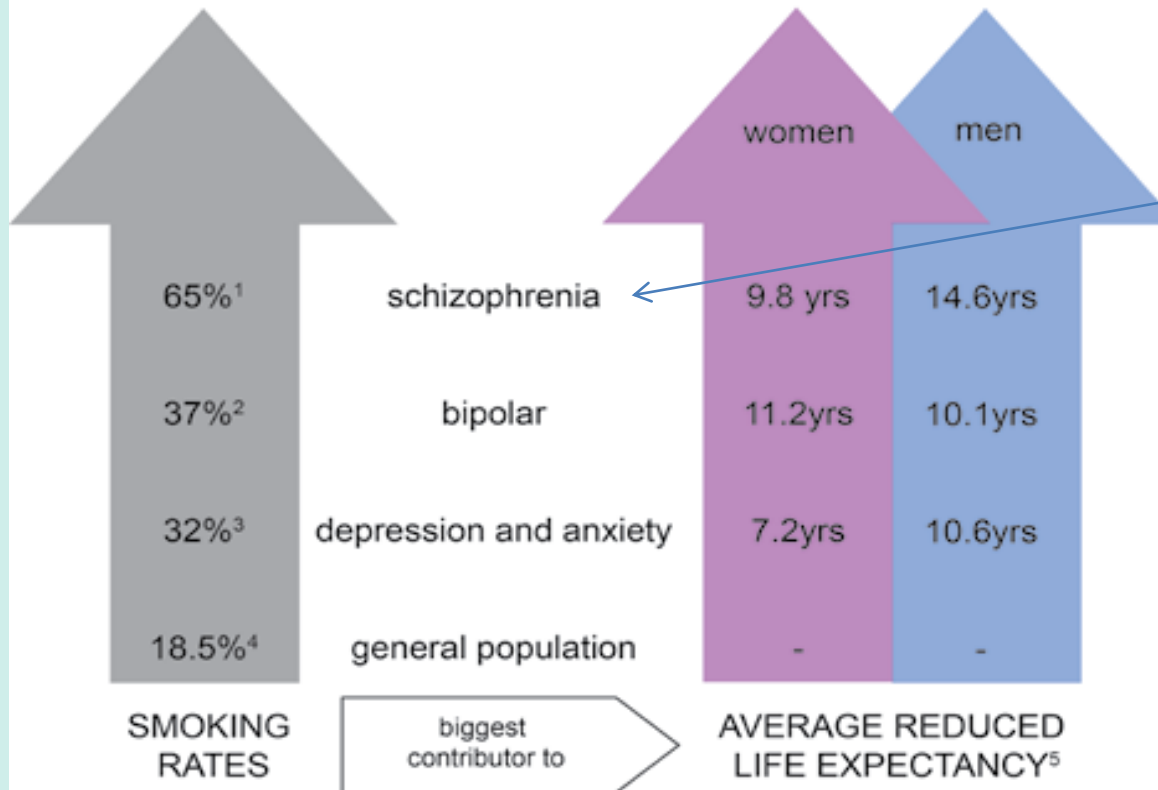 women men
65%¹ schizophrenia 9.8 yrs 14.6yrs
37%² bipolar 11.2yrs 10.1yrs
32%³ depression and anxiety 7.2yrs 10.6yrs
18.5%⁴ general population - -
SMOKING
RATES
biggest
contributor to
AVERAGE REDUCED
LIFE EXPECTANCY⁵